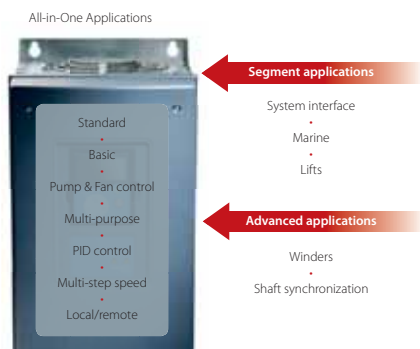 All-in-One Applications
Standard
•
Basic
•
Pump & Fan control
•
Multi-purpose
•
PID control
•
Multi-step speed
•
Local/remote
Segment applications
System interface
•
Marine
•
Lifts
Advanced applications
Winders
•
Shaft synchronization